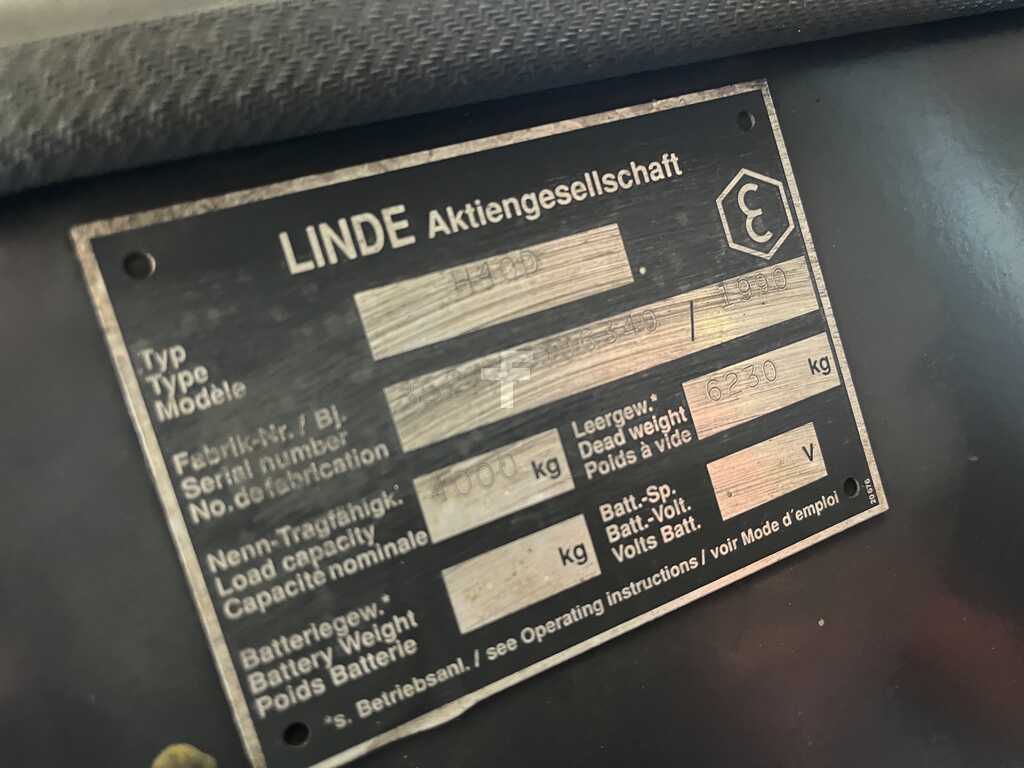 LINDE Aktiengesellschaft
Typ
Type
Modèle
H40D
Fabrik-Nr. / Bj.
Serial number
No. de fabrication
/ 1990
Nenn-Tragfähigk.
Load capacity
Capacité nominale
4000 kg
Leergew.*
Dead weight
Poids à vide
6230 kg
Batteriegew.*
Battery Weight
Poids Batterie
kg
Batt.-Sp.
Batt.-Volt.
Volts Batt.
V
*s. Betriebsanl. / see Operating instructions / voir Mode d'emploi